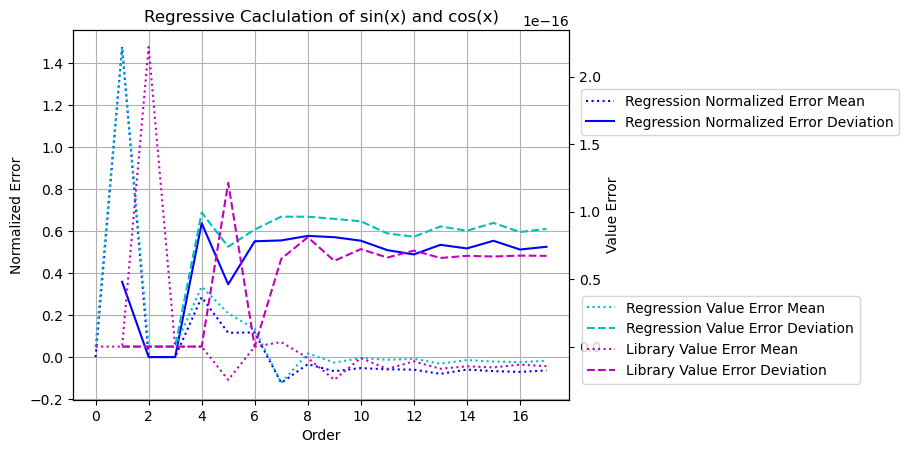 Regressive Caclulation of sin(x) and cos(x)
1e−16
1.4
1.2
1.0
0.8
0.6
0.4
0.2
0.0
−0.2
Normalized Error
0
2
4
6
8
10
12
14
16
Order
2.0
1.5
1.0
0.5
0.0
Value Error
Regression Normalized Error Mean
Regression Normalized Error Deviation
Regression Value Error Mean
Regression Value Error Deviation
Library Value Error Mean
Library Value Error Deviation